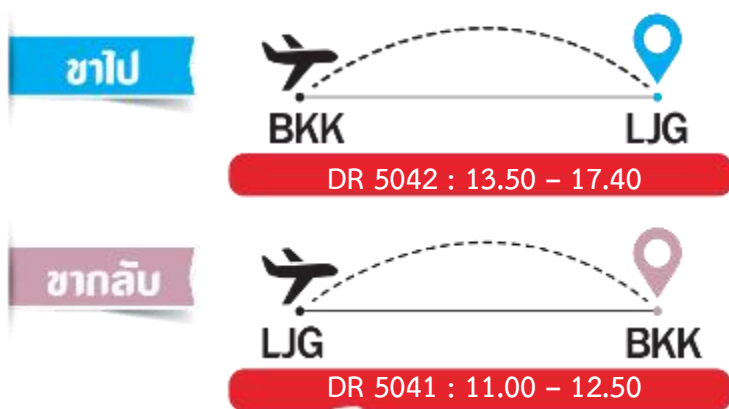 ขาไป
BKK LJG
DR 5042 : 13.50 – 17.40
ขากลับ
LJG BKK
DR 5041 : 11.00 – 12.50